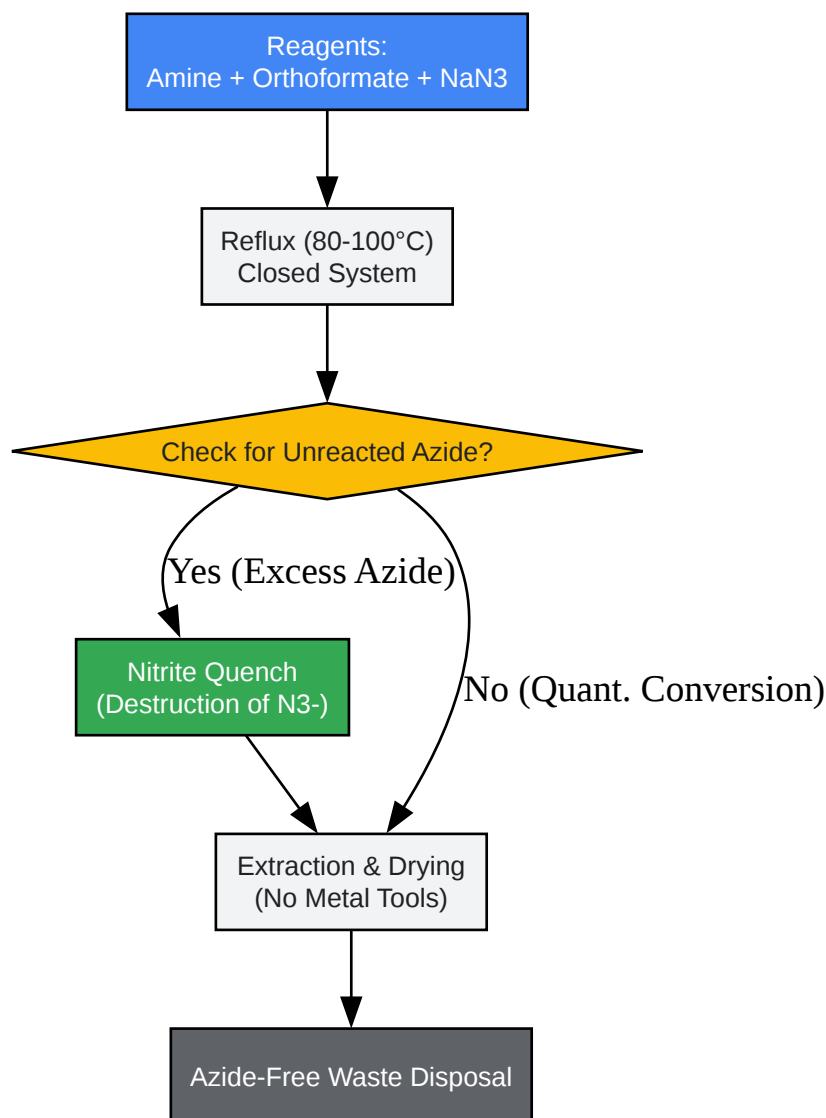 Reagents:
Amine + Orthoformate + NaN3
Reflux (80-100°C)
Closed System
Check for Unreacted Azide?
Yes (Excess Azide)
Nitrite Quench
(Destruction of N3-)
No (Quant. Conversion)
Extraction & Drying
(No Metal Tools)
Azide-Free Waste Disposal